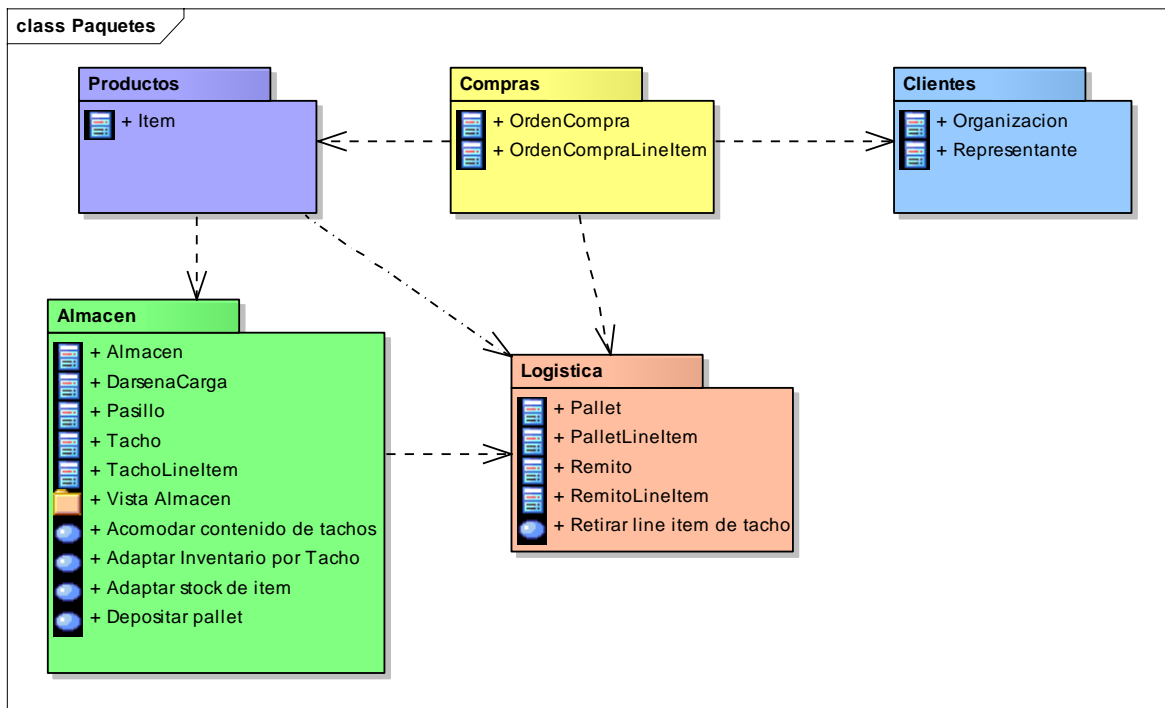 class Paquetes
Productos
+ Item
Compras
+ OrdenCompra
+ OrdenCompraLineItem
Clientes
+ Organizacion
+ Representante
Almacen
+ Almacen
+ DarsenaCarga
+ Pasillo
+ Tacho
+ TachoLineItem
+ Vista Almacen
+ Acomodar contenido de tachos
+ Adaptar Inventario por Tacho
+ Adaptar stock de item
+ Depositar pallet
Logistica
+ Pallet
+ PalletLineItem
+ Remito
+ RemitoLineItem
+ Retirar line item de tacho